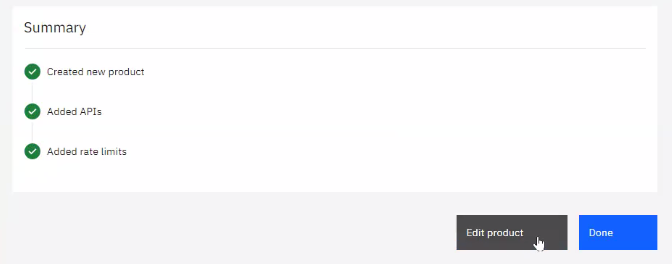 Summary
Created new product
Added APIs
Added rate limits
Edit product
Done